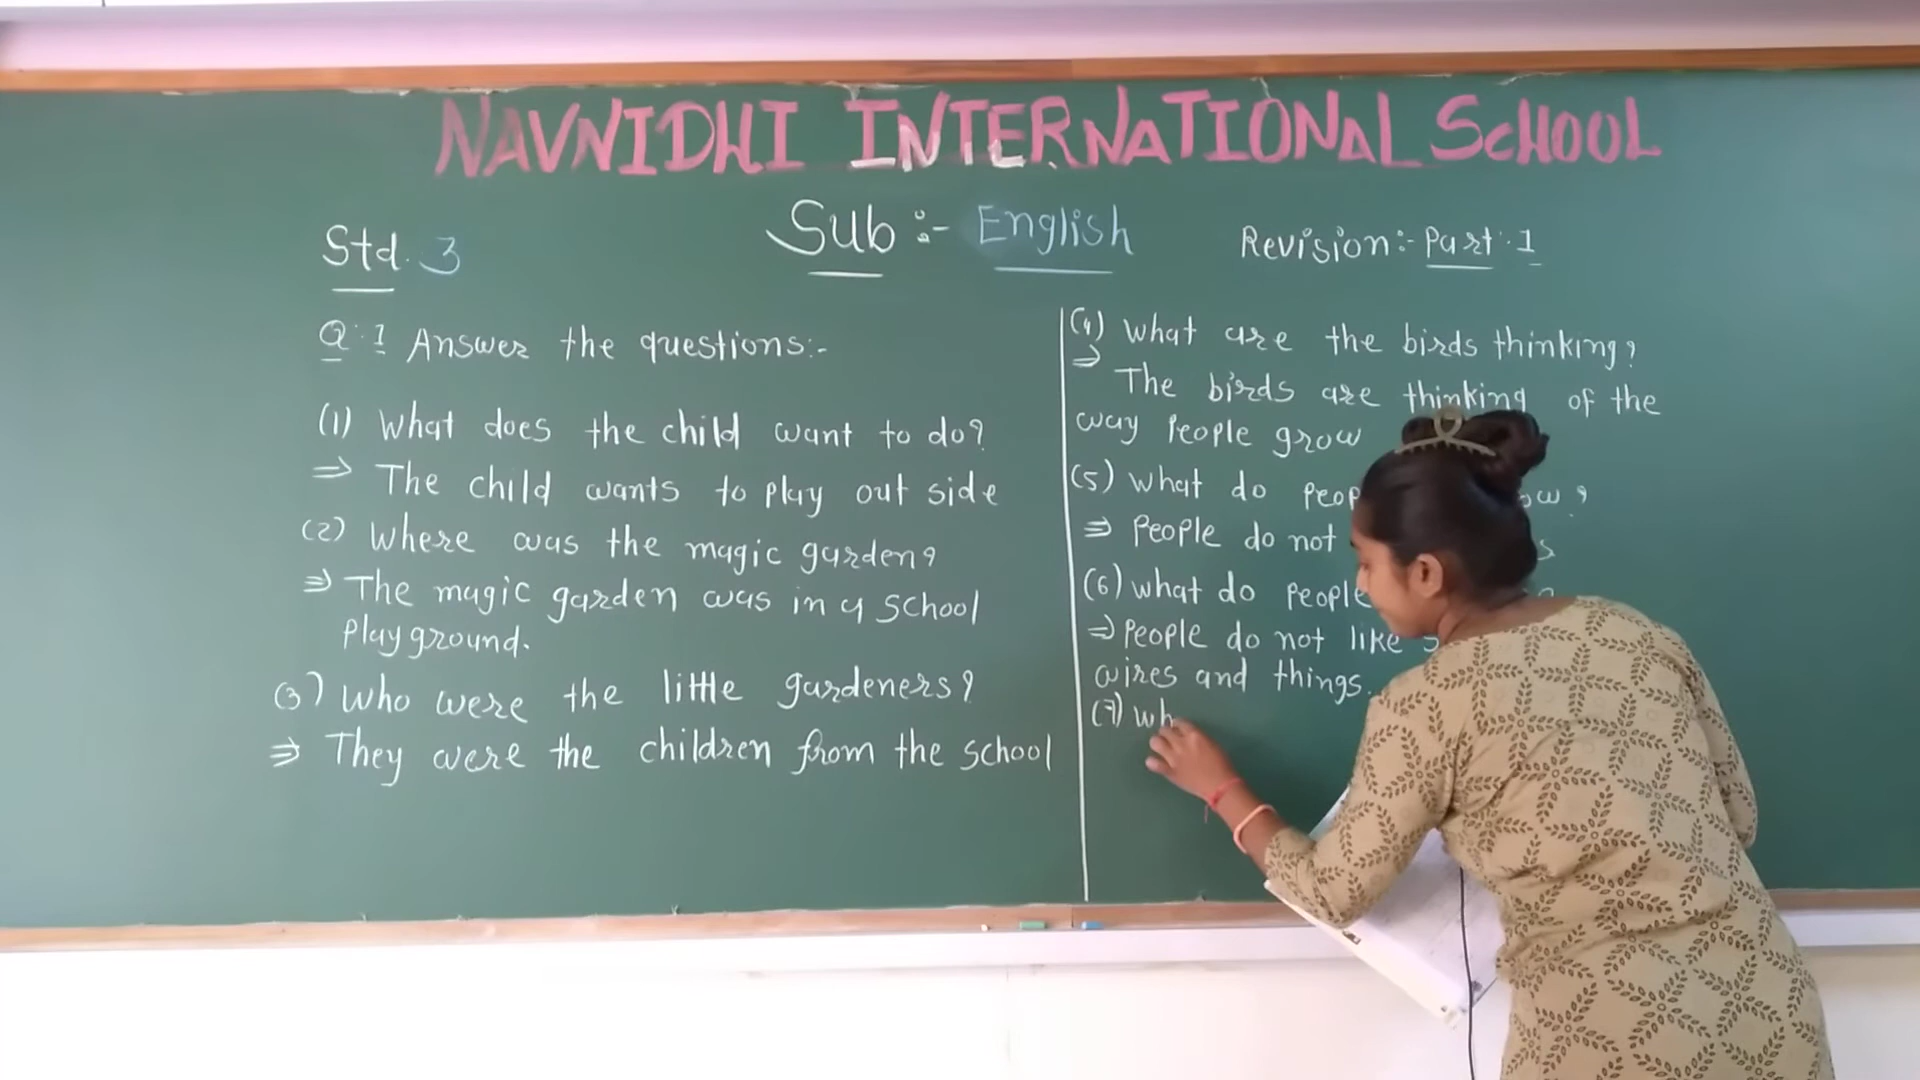 NAVNIDHI INTERNATIONAL SCHOOL
Std. 3
Sub :- English
Revision:- Part. 1
Q.1 Answer the questions:-
(1) What does the child want to do?
⇒ The child wants to play out side
(2) Where was the magic garden?
⇒ The magic garden was in a school
playground.
(3) Who were the little gardeners?
⇒ They were the children from the school
(4) What are the birds thinking?
⇒ The birds are thinking of the
way People grow
(5) What do
⇒ People do not
(6) What do people
⇒ People do not like
wires and things.
(7) Wh